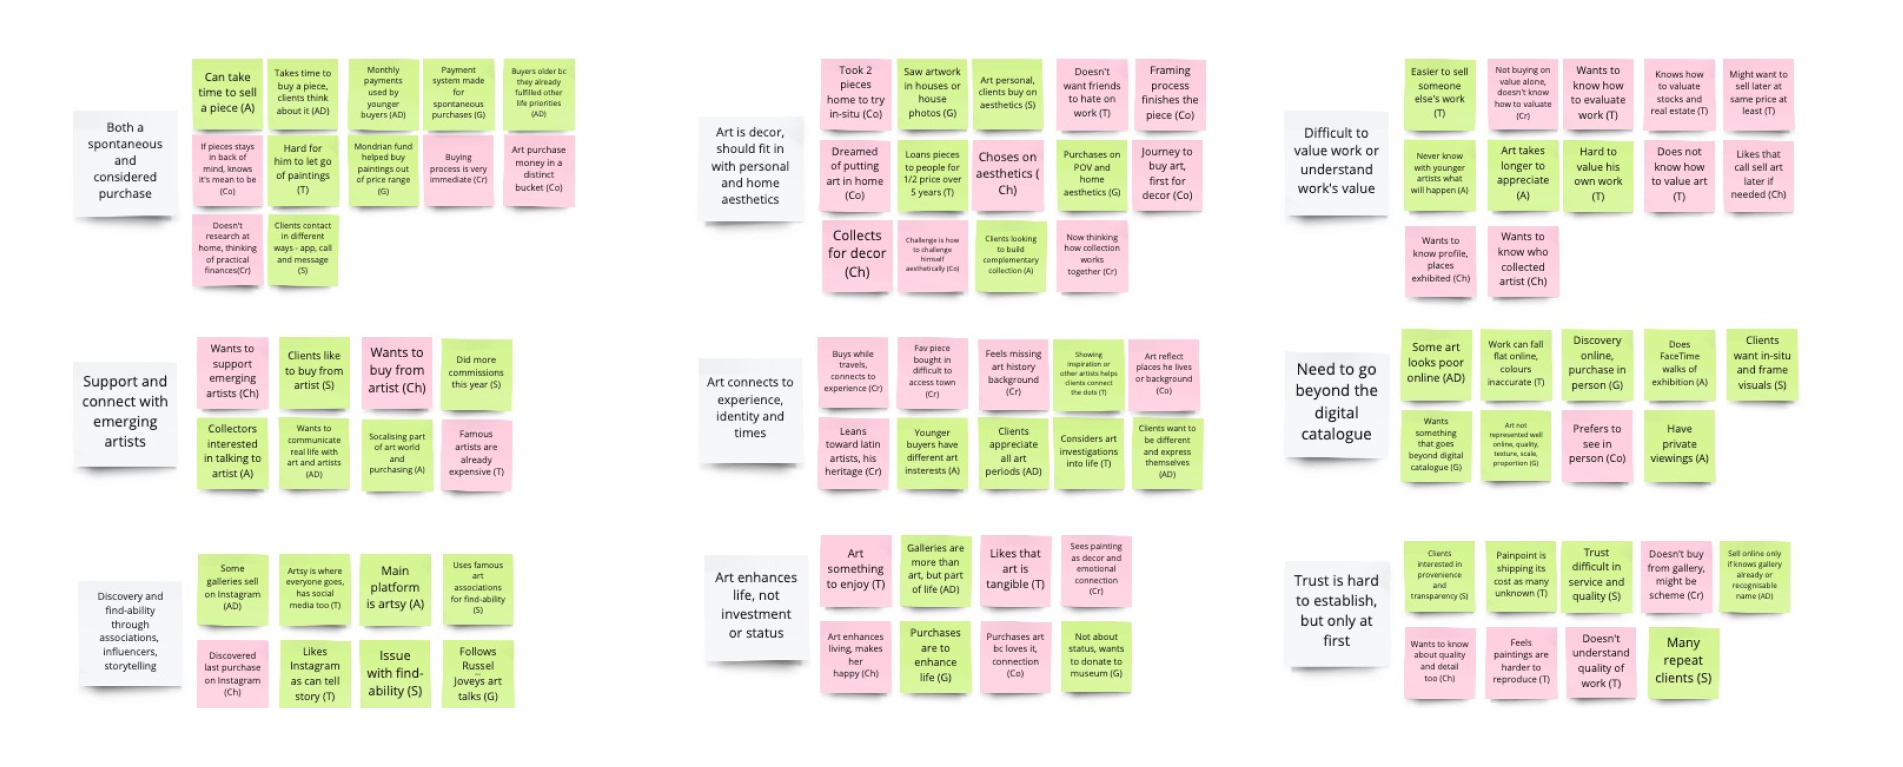 Both a
spontaneous
and
considered
purchase
Can take
time to sell
a piece (A)
Takes time to
buy a piece,
clients think
about it (AD)
Monthly
payments
used by
younger
buyers (AD)
Payment
system made
for
spontaneous
purchases (G)
Buyers older bc
they already
fulfilled other
life priorities
(AD)
If pieces stays
in back of
mind, knows
it's mean to be
(Co)
Hard for
him to let go
of paintings
(T)
Mondrian fund
helped buy
paintings out
of price range
(G)
Buying
process is very
immediate (Cr)
Art purchase
money in a
distinct
bucket (Co)
Doesn't
research at
home, thinking
of practical
finances(Cr)
Clients contact
in different
ways - app, call
and message
(S)
Art is decor,
should fit in
with personal
and home
aesthetics
Took 2
pieces
home to try
in-situ (Co)
Saw artwork
in houses or
house
photos (G)
Art personal,
clients buy on
aesthetics (S)
Doesn't
want friends
to hate on
work (T)
Framing
process
finishes the
piece (Co)
Dreamed of
putting
art in home
(Co)
Loans pieces
to people for
1/2 price over
5 years (T)
Choses on
aesthetics (
Ch)
Purchases on
POV and
home
aesthetics (G)
Journey to
buy art,
first for
decor (Co)
Collects
for decor
(Ch)
Challenge is how
to challenge
himself
aesthetically (Co)
Clients looking
to build
complementary
collection (A)
Now thinking
how collection
works
together (Cr)
Difficult to
value work or
understand
work's value
Easier to sell
someone
else's work
(T)
Not buying on
value alone,
doesn't know
how to valuate
(Cr)
Wants to
know how
to evaluate
work (T)
Knows how
to valuate
stocks and
real estate (T)
Might want to
sell later at
same price at
least (T)
Never know
with younger
artists what
will happen (A)
Art takes
longer to
appreciate
(A)
Hard to
value his
own work
(T)
Does not
know how
to value art
(T)
Likes that
call sell art
later if
needed (Ch)
Wants to
know profile,
places
exhibited (Ch)
Wants to
know who
collected
artist (Ch)
Support and
connect with
emerging
artists
Wants to
support
emerging
artists (Ch)
Clients like
to buy from
artist (S)
Wants to
buy from
artist (Ch)
Did more
commissions
this year (S)
Collectors
interested
in talking to
artist (A)
Wants to
communicate
real life with
art and artists
(AD)
Socalising part
of art world
and
purchasing (A)
Famous
artists are
already
expensive (T)
Art connects to
experience,
identity and
times
Buys while
travels,
connects to
experience (Cr)
Fav piece
bought in
difficult to
access town
(Cr)
Feels missing
art history
background
(Cr)
Showing
inspiration or
other artists helps
clients connect
the dots (T)
Art reflect
places he lives
or background
(Co)
Leans
toward latin
artists, his
heritage (Cr)
Younger
buyers have
different art
insterests (A)
Clients
appreciate
all art
periods (AD)
Considers art
investigations
into life (T)
Clients want to
be different
and express
themselves
(AD)
Need to go
beyond the
digital
catalogue
Some art
looks poor
online (AD)
Work can fall
flat online,
colours
inaccurate (T)
Discovery
online,
purchase in
person (G)
Does
FaceTime
walks of
exhibition (A)
Clients
want in-situ
and frame
visuals (S)
Wants
something
that goes
beyond digital
catalogue (G)
Art not
represented well
online, quality,
texture, scale,
proportion (G)
Prefers to
see in
person (Co)
Have
private
viewings (A)
Discovery and
find-ability
through
associations,
influencers,
storytelling
Some
galleries sell
on Instagram
(AD)
Artsy is where
everyone goes,
has social
media too (T)
Main
platform
is artsy (A)
Uses famous
art
associations
for find-ability
(S)
Discovered
last purchase
on Instagram
(Ch)
Likes
Instagram
as can tell
story (T)
Issue
with find-
ability (S)
Follows
Russel
Joveys art
talks (G)
Art enhances
life, not
investment
or status
Art
something
to enjoy (T)
Galleries are
more than
art, but part
of life (AD)
Likes that
art is
tangible (T)
Sees painting
as decor and
emotional
connection
(Cr)
Art enhances
living, makes
her
happy (Ch)
Purchases
are to
enhance
life (G)
Purchases art
bc loves it,
connection
(Co)
Not about
status, wants
to donate to
museum (G)
Trust is hard
to establish,
but only at
first
Clients
interested in
provenance and
transparency (S)
Painpoint is
shipping its
cost as many
unknown (T)
Trust
difficult in
service and
quality (S)
Doesn't buy
from gallery,
might be
scheme (Cr)
Sell online only
if knows gallery
already or
recognisable
name (AD)
Wants to know
about quality
and detail
too (Ch)
Feels
paintings are
harder to
reproduce (T)
Doesn't
understand
quality of
work (T)
Many
repeat
clients (S)